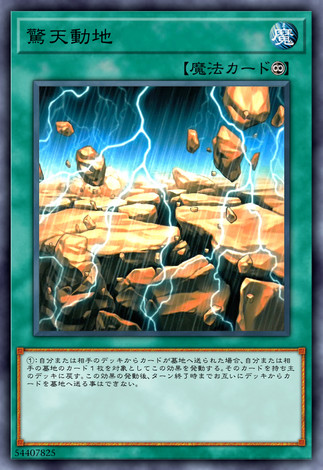 驚天動地
魔
【魔法カード♾】
①:自分または相手のデッキからカードが墓地へ送られた場合、自分または相
手の墓地のカード1枚を対象としてこの効果を発動する。そのカードを持ち主
のデッキに戻す。この効果の発動後、ターン終了時までお互いにデッキからカ
ードを墓地へ送る事はできない。
54407825